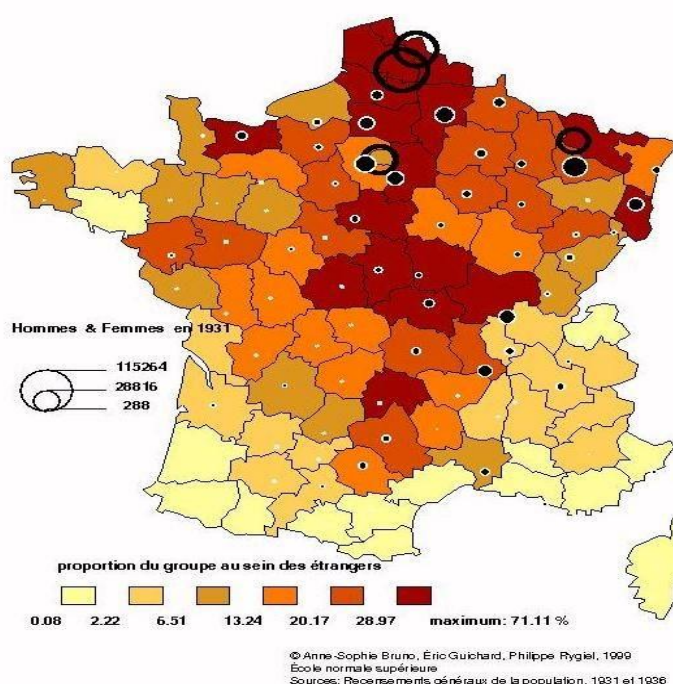 Hommes & Femmes en 1931
115264
28816
288
proportion du groupe au sein des étrangers
0.08 2.22 6.51 13.24 20.17 28.97 maximum: 71.11 %
© Anne-Sophie Bruno, Éric Guichard, Philippe Rygiel, 1999
École normale supérieure
Sources: Recensements généraux de la population, 1931 et 1936